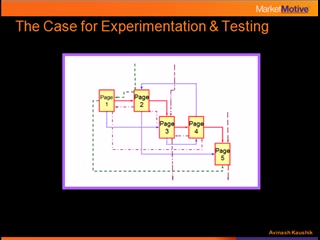 MarketMotive
The Case for Experimentation & Testing
Page
1
Page
2
Page
3
Page
4
Page
5
Avinash Kaushik